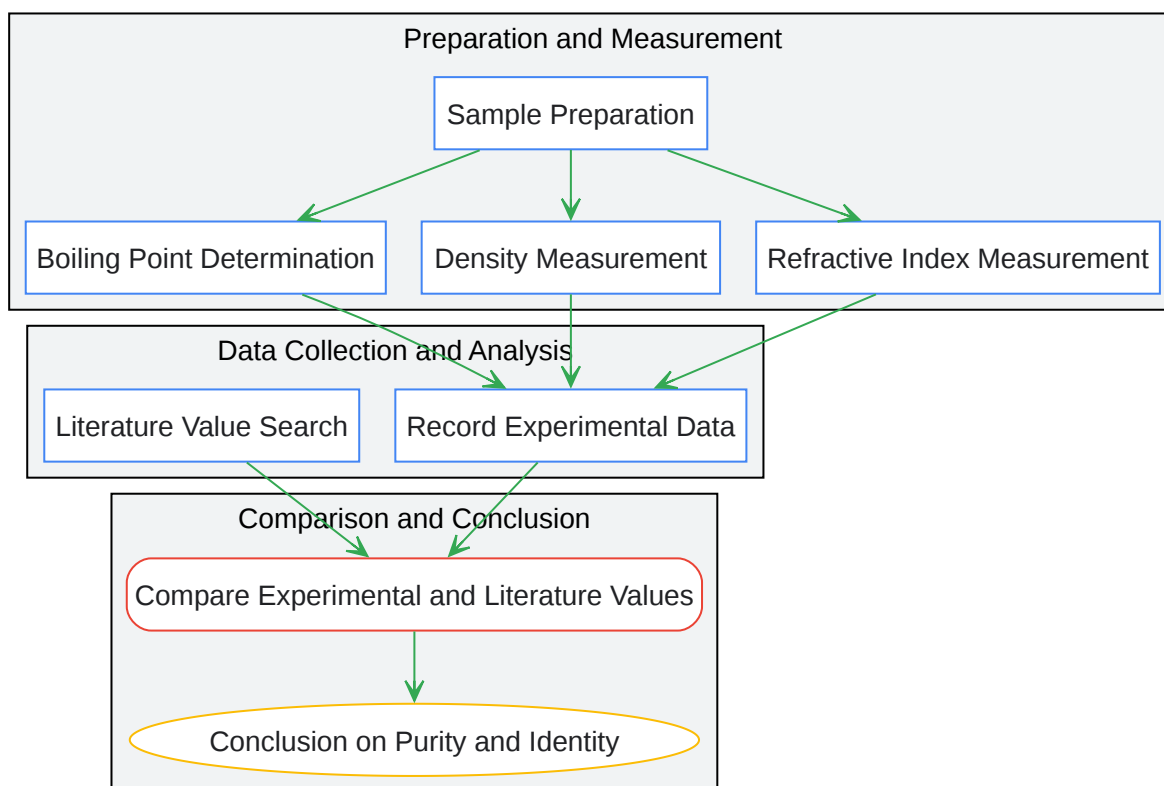 Preparation and Measurement
Sample Preparation
Boiling Point Determination
Density Measurement
Refractive Index Measurement
Data Collection and Analysis
Literature Value Search
Record Experimental Data
Comparison and Conclusion
Compare Experimental and Literature Values
Conclusion on Purity and Identity